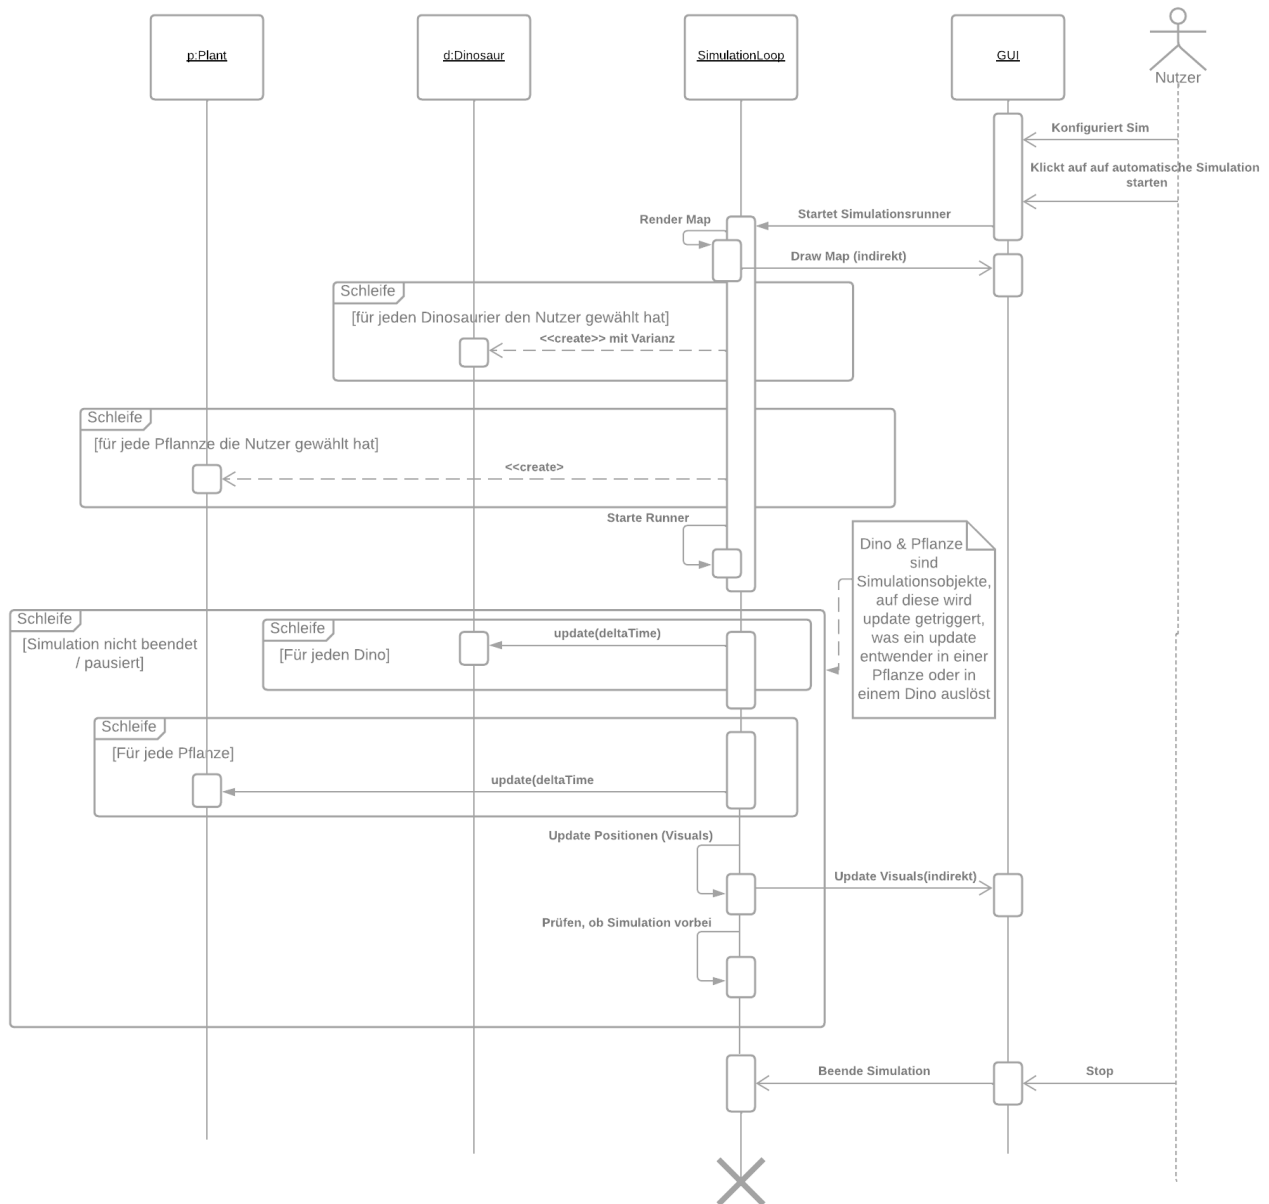 p:Plant
d:Dinosaur
SimulationLoop
GUI
Nutzer
Konfiguriert Sim
Klickt auf auf automatische Simulation
starten
Render Map
Startet Simulationsrunner
Draw Map (indirekt)
Schleife
[für jeden Dinosaurier den Nutzer gewählt hat]
<<create>> mit Varianz
Schleife
[für jede Pflannze die Nutzer gewählt hat]
<<create>
Starte Runner
Dino & Pflanze
sind
Simulationsobjekte,
auf diese wird
update getriggert,
was ein update
entwender in einer
Pflanze oder in
einem Dino auslöst
Schleife
[Simulation nicht beendet
/ pausiert]
Schleife
[Für jeden Dino]
update(deltaTime)
Schleife
[Für jede Pflanze]
update(deltaTime
Update Positionen (Visuals)
Update Visuals(indirekt)
Prüfen, ob Simulation vorbei
Beende Simulation
Stop